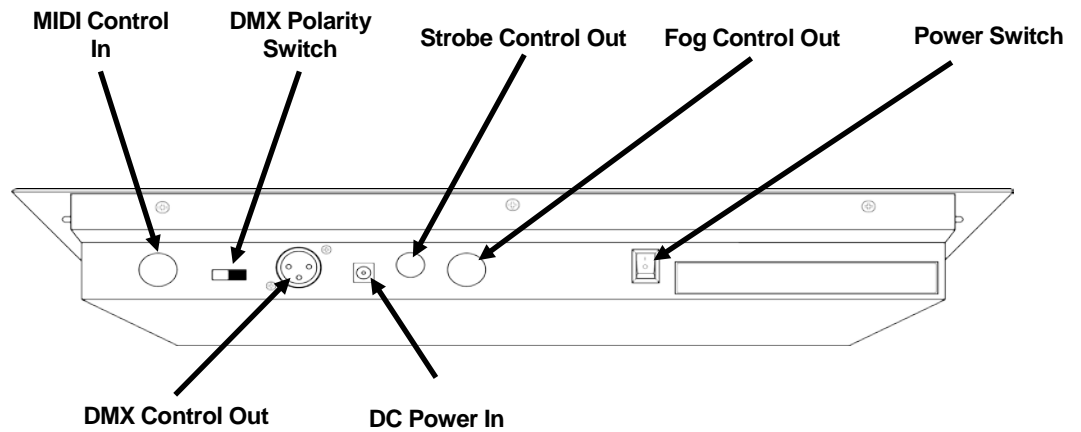 MIDI Control
In
DMX Polarity
Switch
Strobe Control Out
Fog Control Out
Power Switch
DMX Control Out
DC Power In